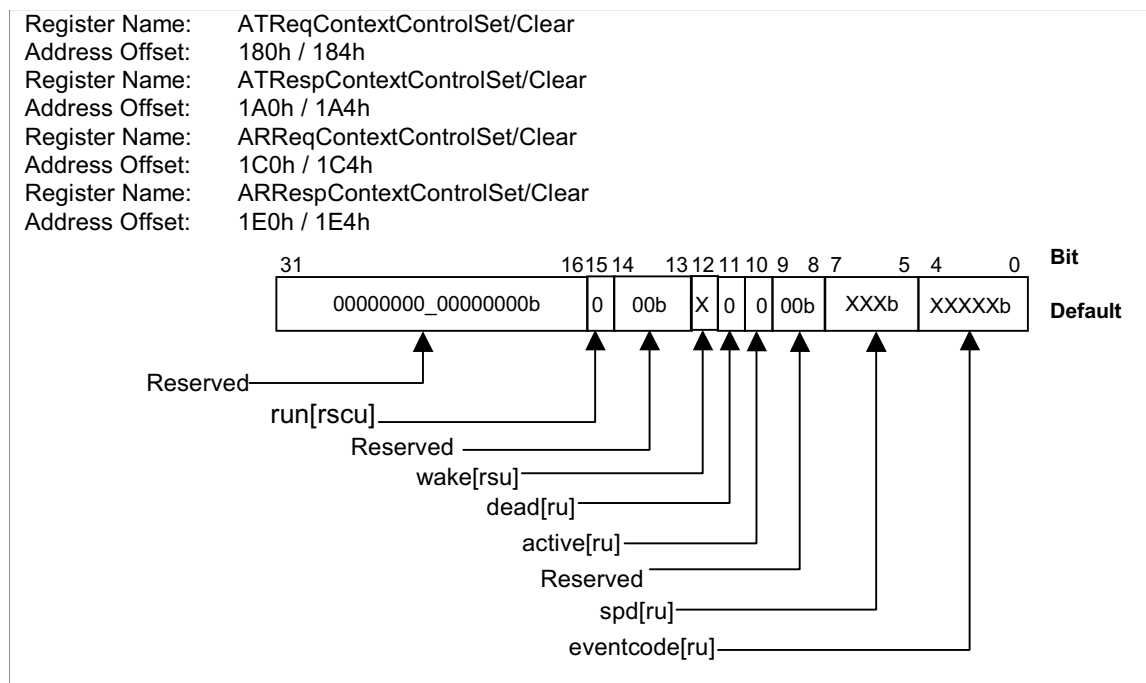 Register Name: ATReqContextControlSet/Clear
Address Offset: 180h / 184h
Register Name: ATRespContextControlSet/Clear
Address Offset: 1A0h / 1A4h
Register Name: ARReqContextControlSet/Clear
Address Offset: 1C0h / 1C4h
Register Name: ARRespContextControlSet/Clear
Address Offset: 1E0h / 1E4h
31 16 15 14 13 12 11 10 9 8 7 5 4 0 Bit
00000000_00000000b 0 00b X 0 0 00b XXXb XXXXXb Default
Reserved
run[rscu]
Reserved
wake[rsu]
dead[ru]
active[ru]
Reserved
spd[ru]
eventcode[ru]